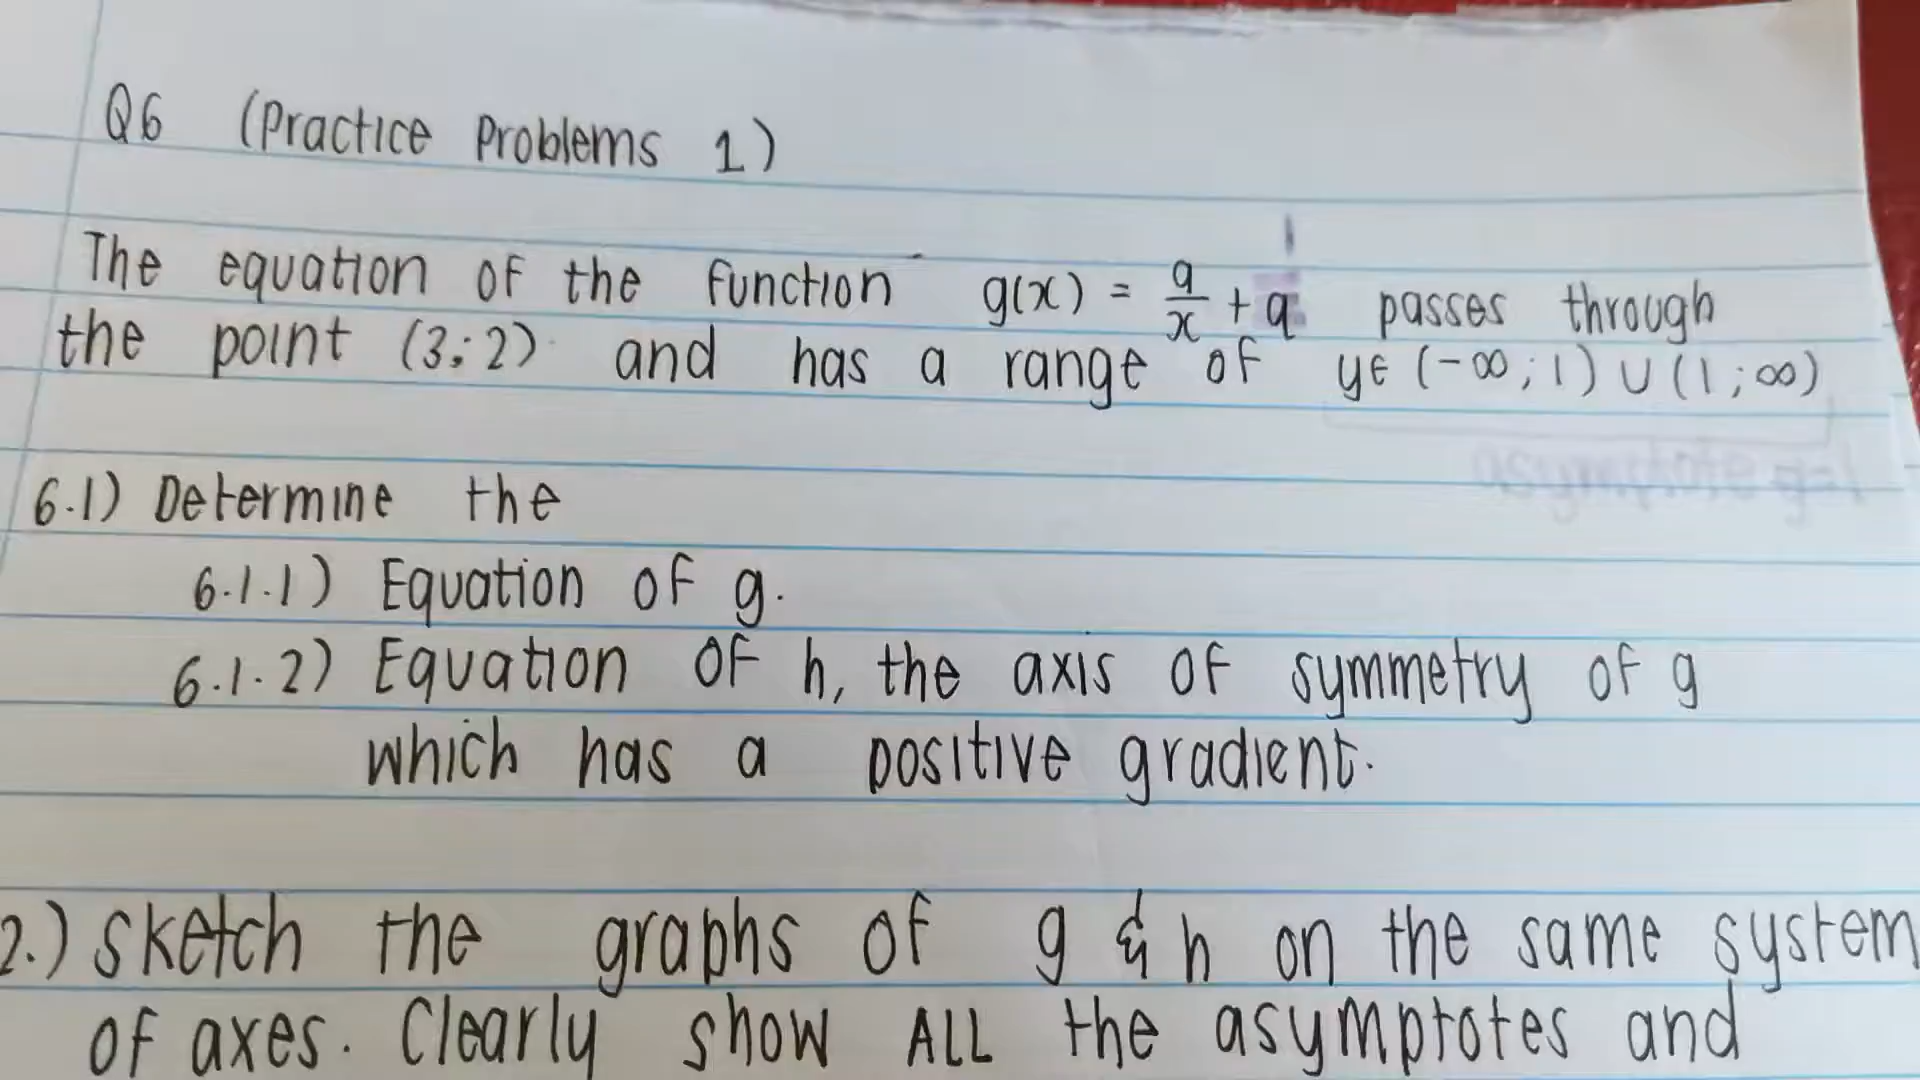 Q6 (Practice Problems 1)
The equation of the function g(x) = a/x + q passes through
the point (3;2) and has a range of y∈ (-∞;1) ∪ (1;∞)
6.1) Determine the
6.1.1) Equation of g.
6.1.2) Equation of h, the axis of symmetry of g
which has a positive gradient.
2.) sketch the graphs of g & h on the same system
of axes. Clearly show ALL the asymptotes and